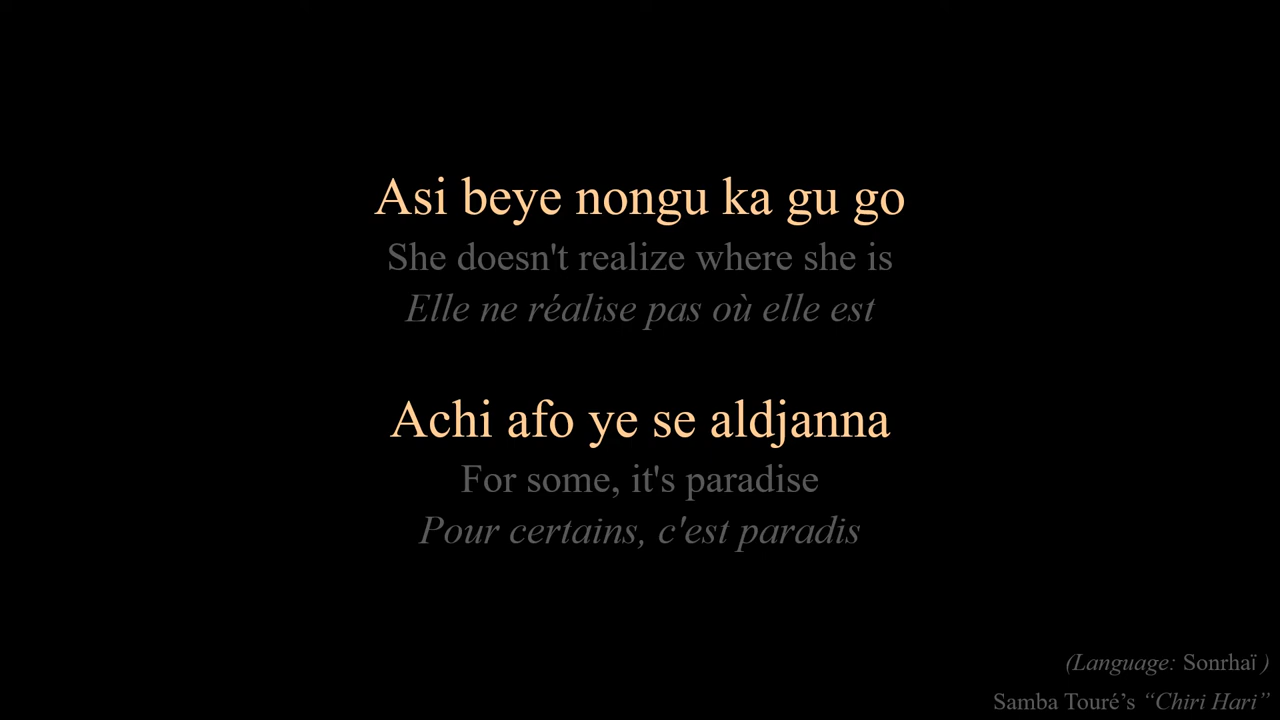 Asi beye nongu ka gu go
She doesn't realize where she is
Elle ne réalise pas où elle est
Achi afo ye se aldjanna
For some, it's paradise
Pour certains, c'est paradis
(Language: Sonrhaï )
Samba Touré’s “Chiri Hari”